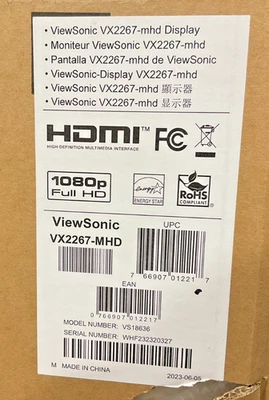 • ViewSonic VX2267-mhd Display
• Moniteur ViewSonic VX2267-mhd
• Pantalla VX2267-mhd de ViewSonic
• ViewSonic-Display VX2267-mhd
• ViewSonic VX2267-mhd 顯示器
• ViewSonic VX2267-mhd 显示器
HDMI™ FC
HIGH DEFINITION MULTIMEDIA INTERFACE
1080p
Full HD
energy
ENERGY STAR
RoHS
COMPLIANT
ViewSonic
VX2267-MHD
UPC
7 66907 01221 7
EAN
0 766907 012217
MODEL NUMBER: VS18636
SERIAL NUMBER: WHF232320327
M MADE IN CHINA
2023-06-05